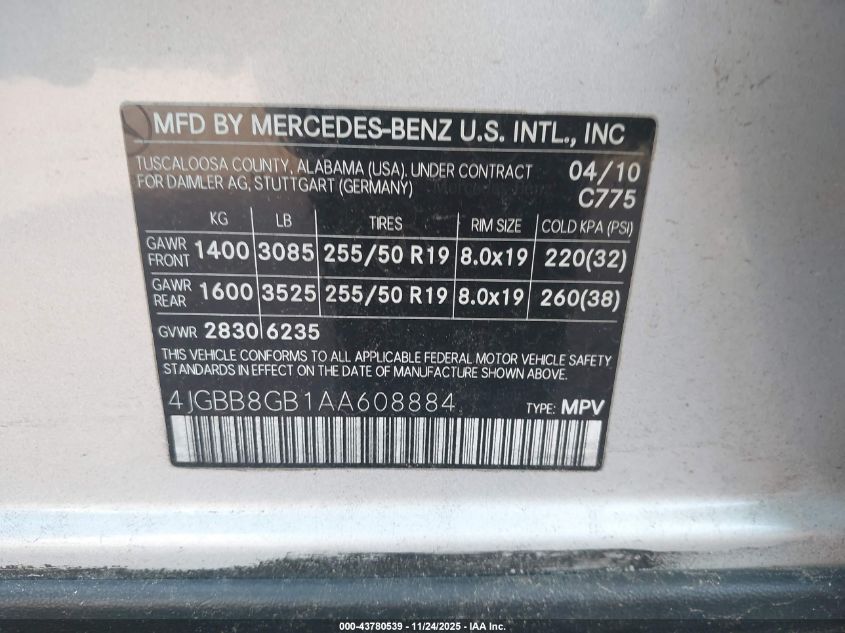 MFD BY MERCEDES-BENZ U.S. INTL., INC
TUSCALOOSA COUNTY, ALABAMA (USA), UNDER CONTRACT
FOR DAIMLER AG, STUTTGART (GERMANY)
04/10
C775
KG LB TIRES RIM SIZE COLD KPA (PSI)
GAWR FRONT 1400 3085 255/50 R19 8.0x19 220(32)
GAWR REAR 1600 3525 255/50 R19 8.0x19 260(38)
GVWR 2830 6235
THIS VEHICLE CONFORMS TO ALL APPLICABLE FEDERAL MOTOR VEHICLE SAFETY
STANDARDS IN EFFECT ON THE DATE OF MANUFACTURE SHOWN ABOVE.
4JGBB8GB1AA608884 TYPE: MPV
000-43780539 - 11/24/2025 - IAA Inc.